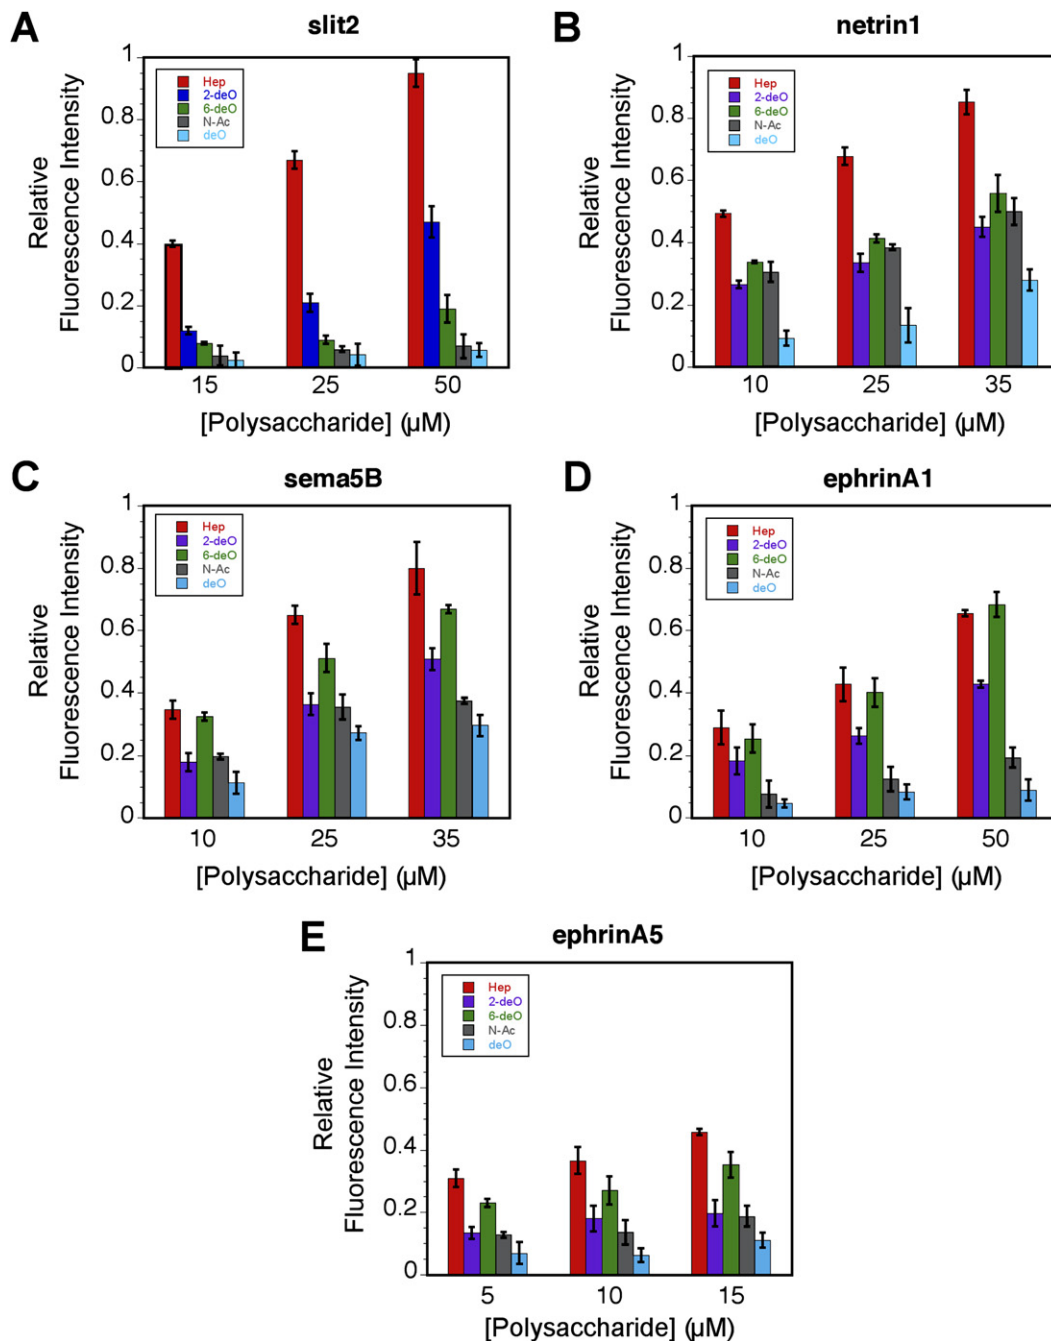 A
slit2
Relative
Fluorescence Intensity
1
0.8
0.6
0.4
0.2
0
Hep
2-deO
6-deO
N-Ac
deO
15 25 50
[Polysaccharide] (µM)
B
netrin1
Relative
Fluorescence Intensity
1
0.8
0.6
0.4
0.2
0
Hep
2-deO
6-deO
N-Ac
deO
10 25 35
[Polysaccharide] (µM)
C
sema5B
Relative
Fluorescence Intensity
1
0.8
0.6
0.4
0.2
0
Hep
2-deO
6-deO
N-Ac
deO
10 25 35
[Polysaccharide] (µM)
D
ephrinA1
Relative
Fluorescence Intensity
1
0.8
0.6
0.4
0.2
0
Hep
2-deO
6-deO
N-Ac
deO
10 25 50
[Polysaccharide] (µM)
E
ephrinA5
Relative
Fluorescence Intensity
1
0.8
0.6
0.4
0.2
0
Hep
2-deO
6-deO
N-Ac
deO
5 10 15
[Polysaccharide] (µM)